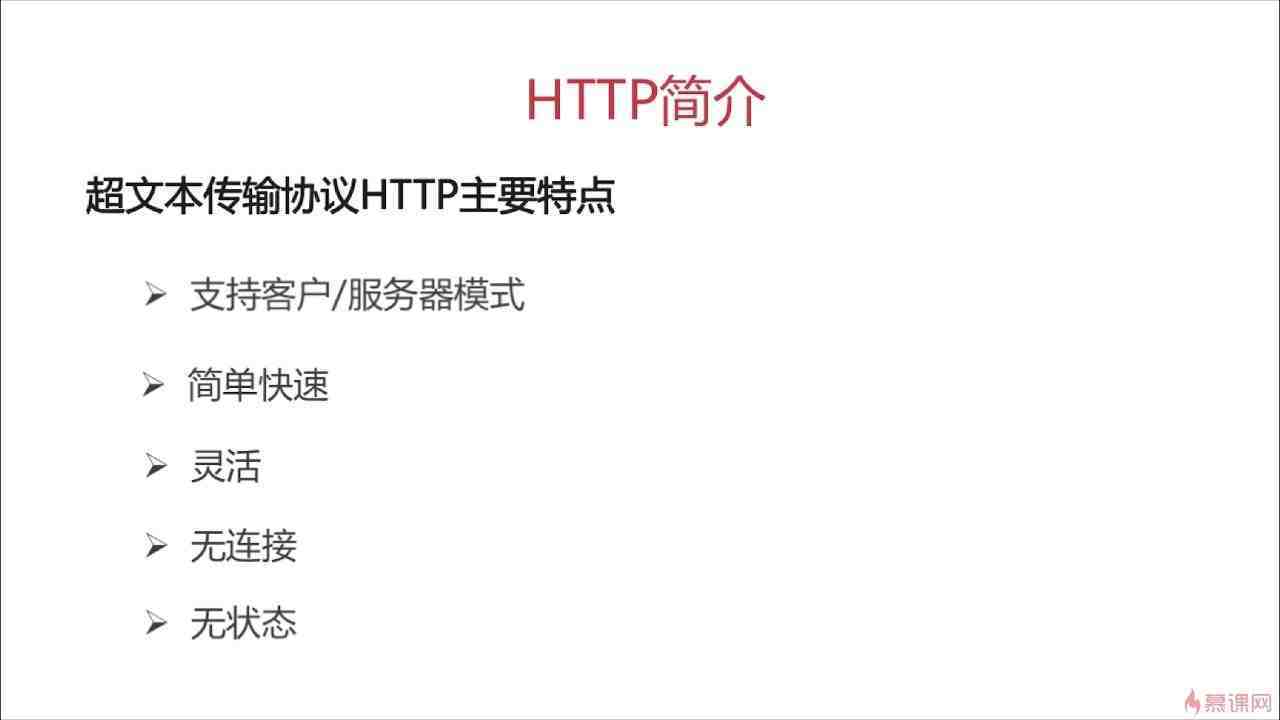 HTTP简介
超文本传输协议HTTP主要特点
支持客户/服务器模式
简单快速
灵活
无连接
无状态
慕课网